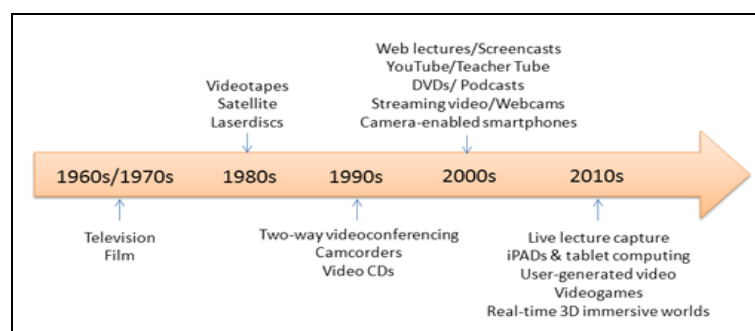 Web lectures/Screencasts
YouTube/Teacher Tube
DVDs/ Podcasts
Streaming video/Webcams
Camera-enabled smartphones
Videotapes
Satellite
Laserdiscs
1960s/1970s 1980s 1990s 2000s 2010s
Television
Film
Two-way videoconferencing
Camcorders
Video CDs
Live lecture capture
iPADs & tablet computing
User-generated video
Videogames
Real-time 3D immersive worlds